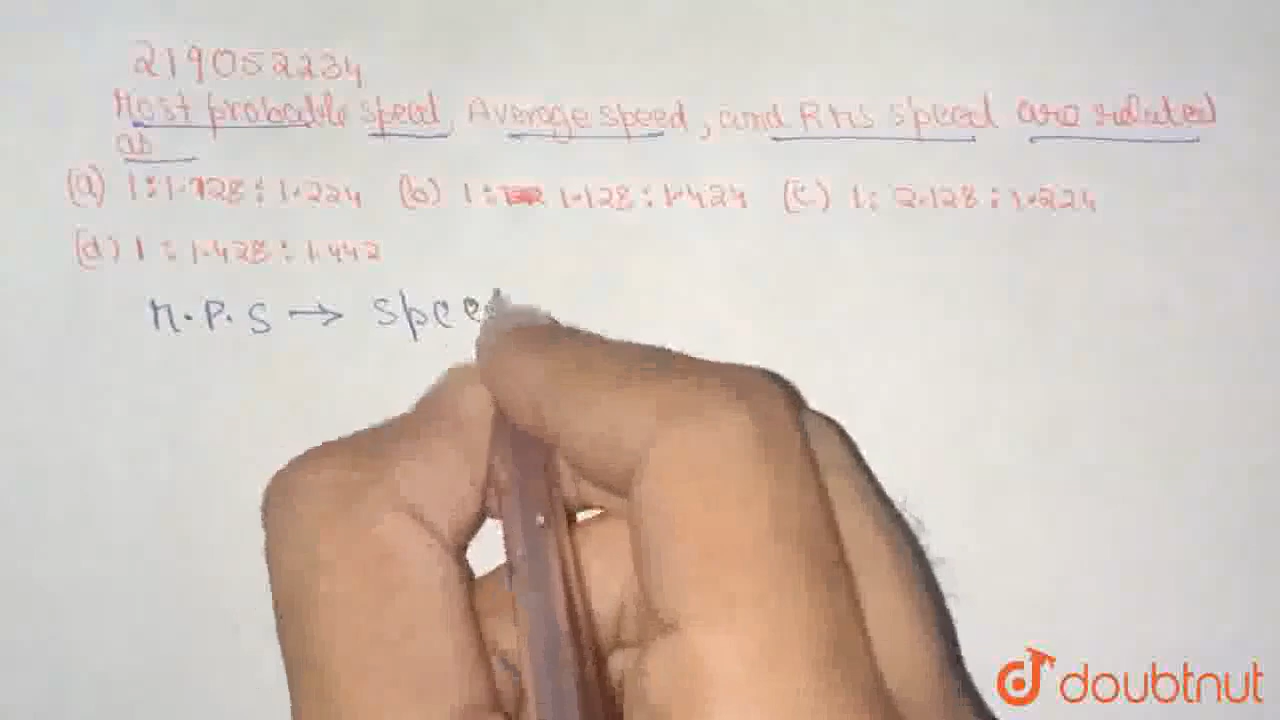 219052234
Most probable speed, Average speed, and RMS speed are related
as
(a) 1:1.128:1.224 (b) 1: 1.128:1.424 (c) 1: 2.128:1.224
(d) 1:1.428:1.442
M.P.S → speed
doubtnut